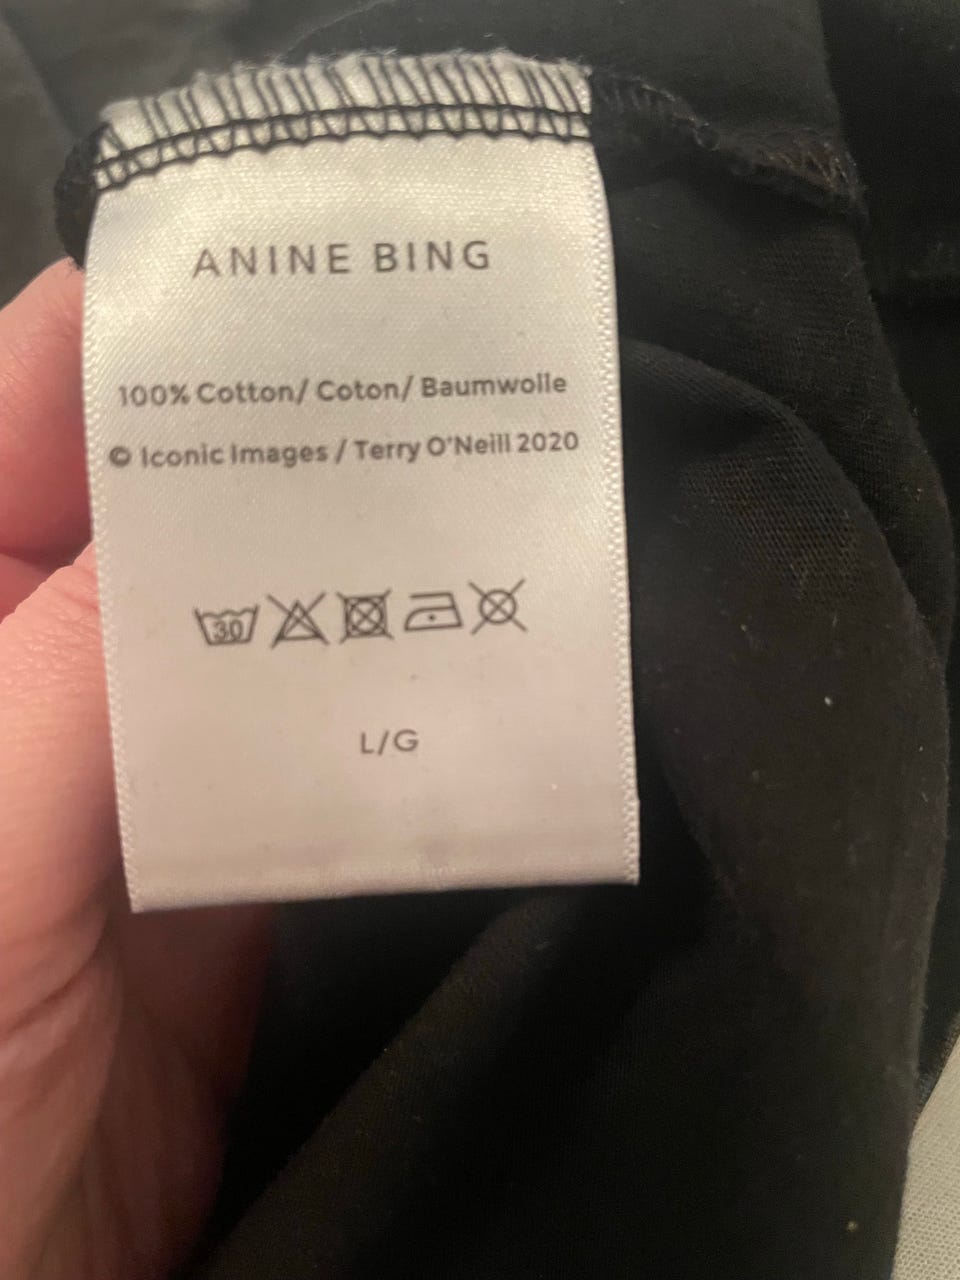 ANINE BING
100% Cotton/ Coton/ Baumwolle
© Iconic Images / Terry O'Neill 2020
30
L/G